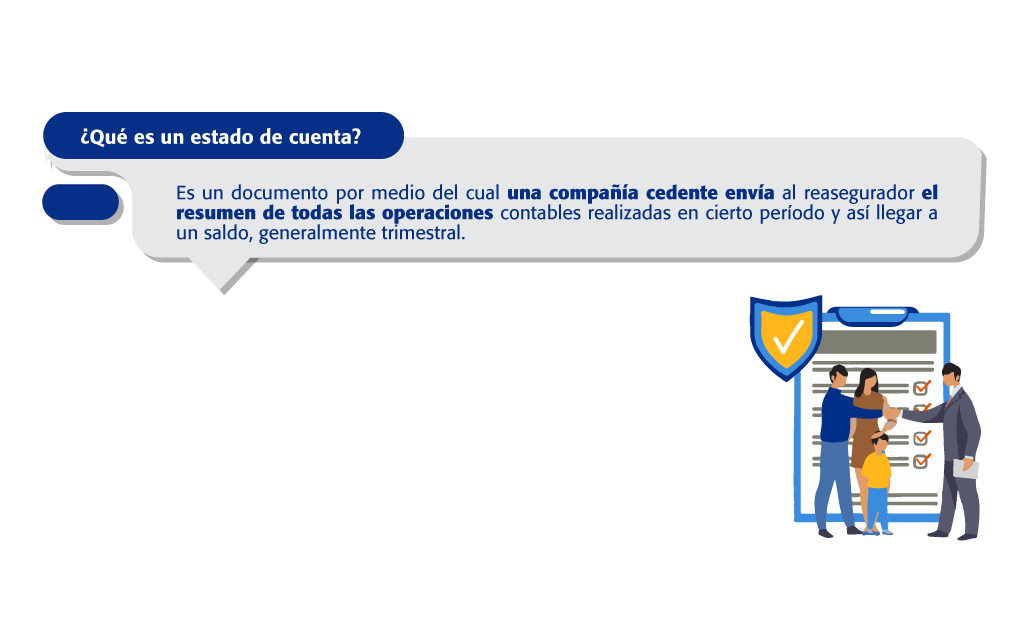 ¿Qué es un estado de cuenta?
Es un documento por medio del cual una compañía cedente envía al reasegurador el
resumen de todas las operaciones contables realizadas en cierto período y así llegar a
un saldo, generalmente trimestral.